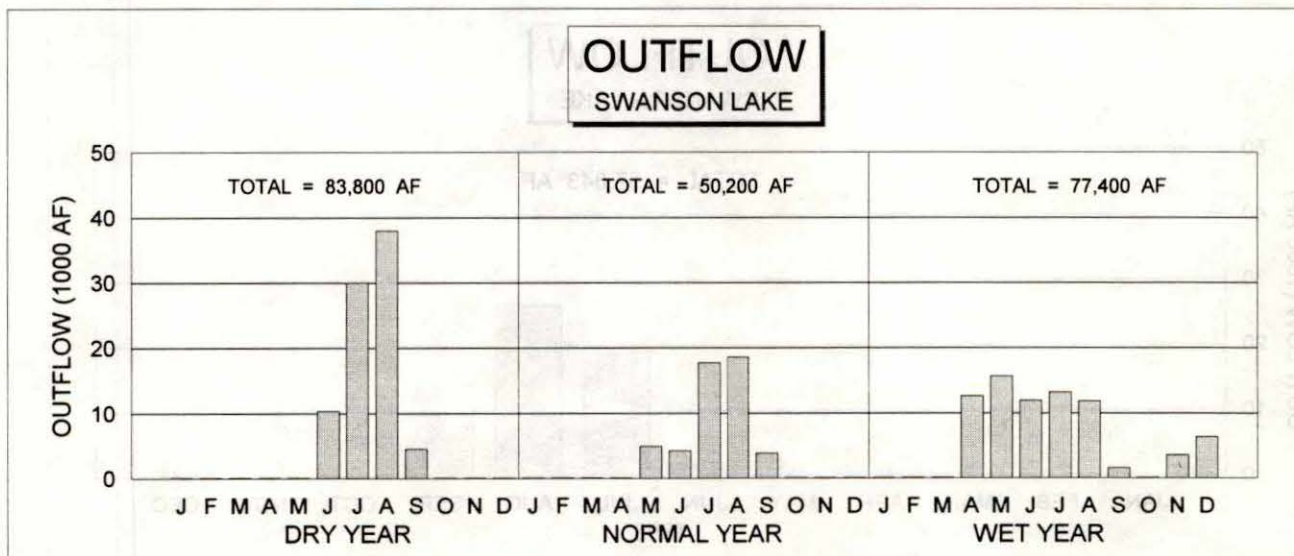 OUTFLOW
SWANSON LAKE
OUTFLOW (1000 AF)
50
40
30
20
10
0
TOTAL = 83,800 AF
TOTAL = 50,200 AF
TOTAL = 77,400 AF
J F M A M J J A S O N D J F M A M J J A S O N D J F M A M J J A S O N D
DRY YEAR NORMAL YEAR WET YEAR